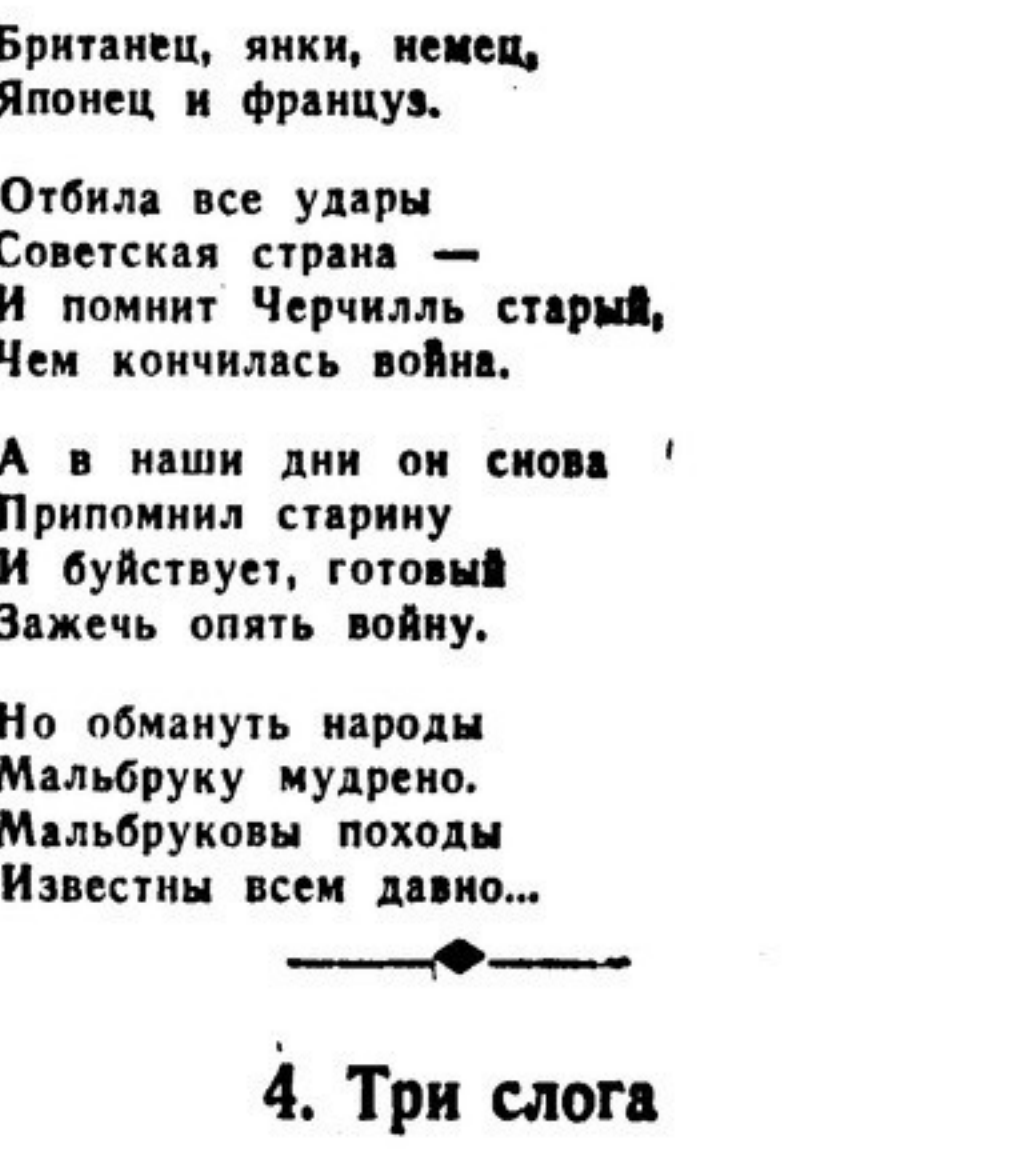 Британец, янки, немец,
Японец и француз.
Отбила все удары
Советская страна —
И помнит Черчилль старый,
Чем кончилась война.
А в наши дни он снова
Припомнил старину
И буйствует, готовый
Зажечь опять войну.
Но обмануть народы
Мальбруку мудрено.
Мальбруковы походы
Известны всем давно...
4. Три слога